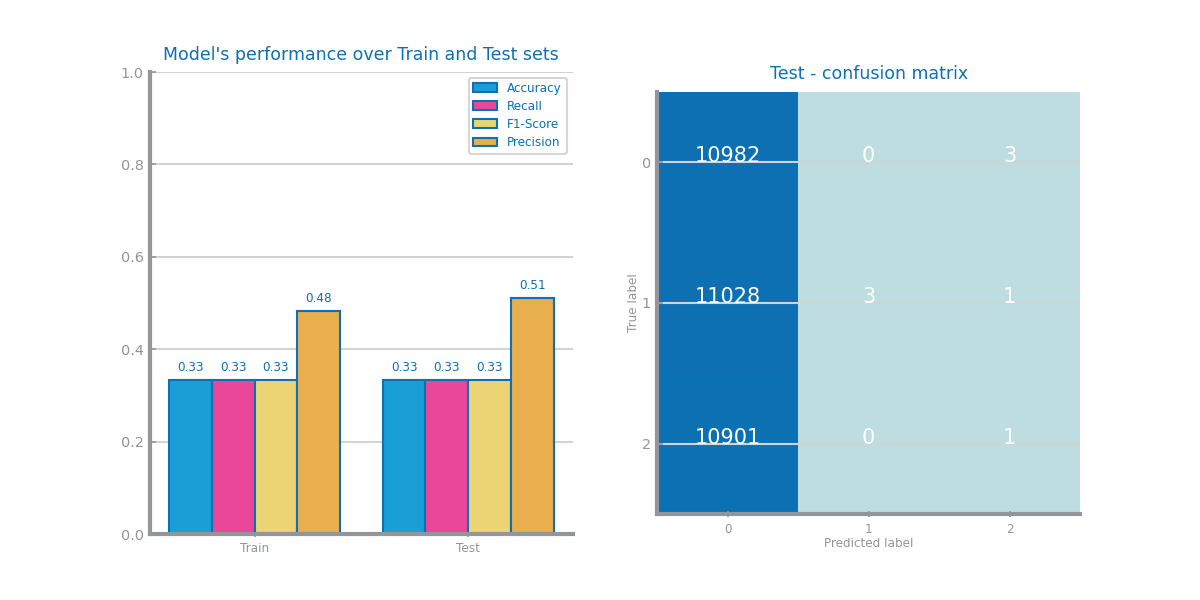 Model's performance over Train and Test sets
1.0
0.8
0.6
0.4
0.2
0.0
Accuracy
Recall
F1-Score
Precision
0.33
0.33
0.33
0.48
0.33
0.33
0.33
0.51
Train
Test
Test - confusion matrix
True label
0
10982 0 3
1
11028 3 1
2
10901 0 1
0 1 2
Predicted label